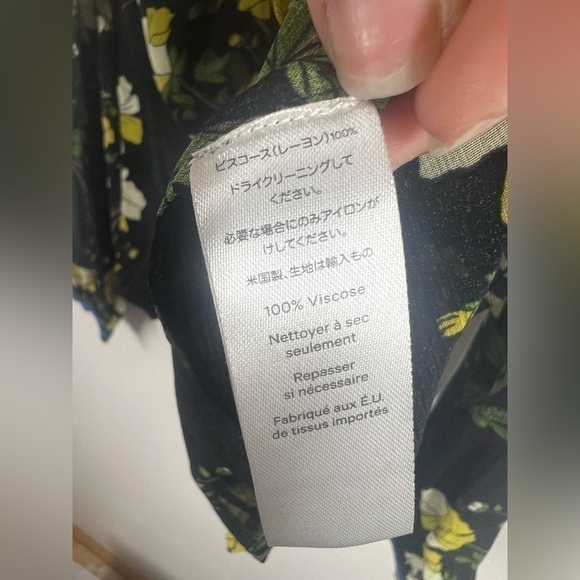 ビスコース(レーヨン)100%
ドライクリーニングして
ください。
必要な場合にのみアイロンが
けしてください。
米国製、生地は輸入もの
100% Viscose
Nettoyer à sec
seulement
Repasser
si nécessaire
Fabriqué aux É.U.
de tissus importés